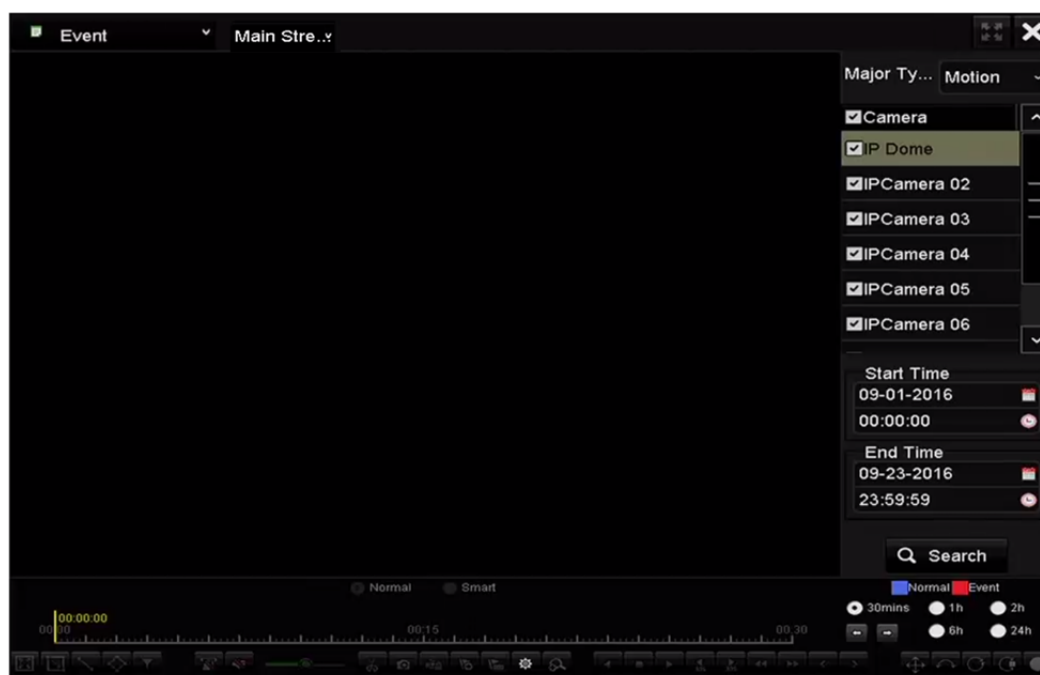 Event
Main Stre..
Major Ty... Motion
Camera
IP Dome
IPCamera 02
IPCamera 03
IPCamera 04
IPCamera 05
IPCamera 06
Start Time
09-01-2016
00:00:00
End Time
09-23-2016
23:59:59
Search
Normal Smart
Normal Event
00:00:00
00:15 00:30
30mins 1h 2h
6h 24h